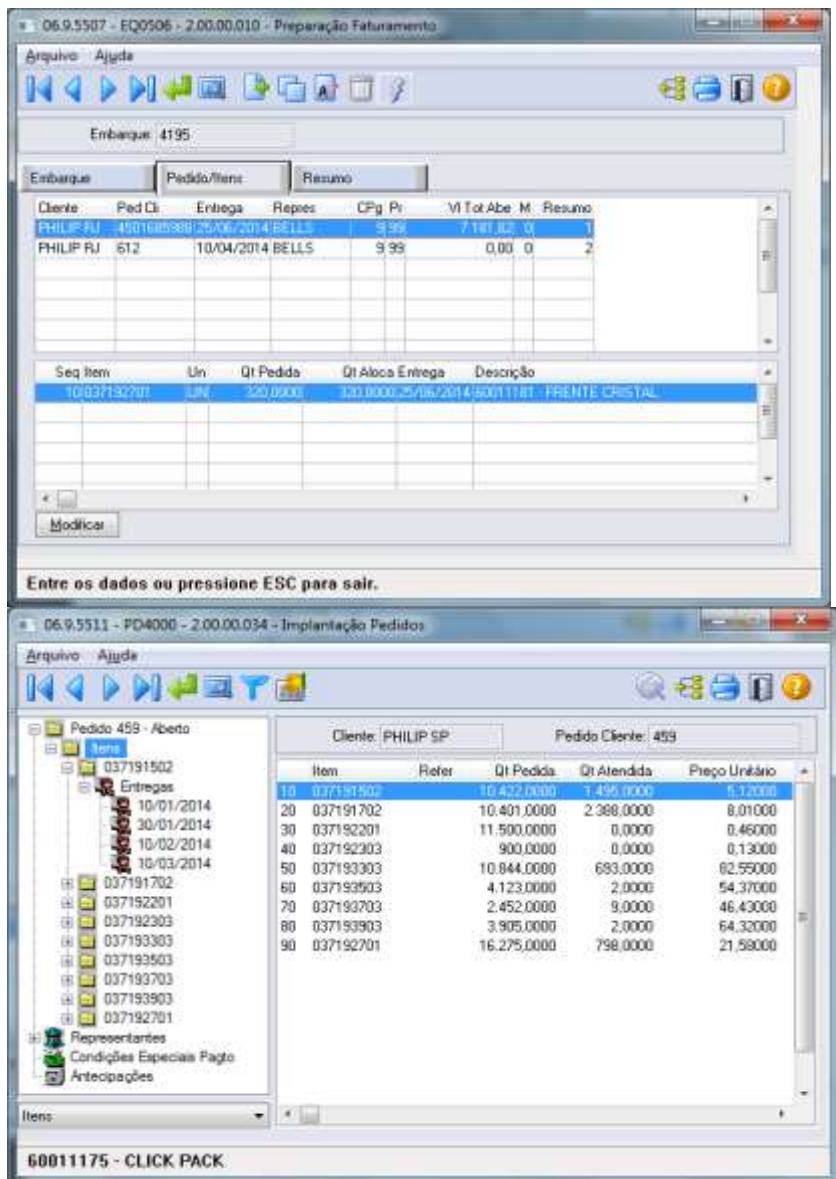 06.9.5507 - EQ0506 - 2.00.00.010 - Preparação Faturamento
Arquivo Ajuda
Embarque: 4195
Embarque Pedido/Itens Resumo
Cliente Ped Cli Entrega Repres CPg Pr Vl Tot Abe M Resumo
PHILIP RJ 4501685988 25/06/2014 BELLS 9 99 7.181,82 0 1
PHILIP RJ 612 10/04/2014 BELLS 9 99 0,00 0 2
Seq Item Un Qt Pedida Qt Aloca Entrega Descrição
10 037192701 UN 320,0000 320,0000 25/06/2014 60011181 - FRENTE CRISTAL
Modificar
Entre os dados ou pressione ESC para sair.
06.9.5511 - PD4000 - 2.00.00.034 - Implantação Pedidos
Arquivo Ajuda
Pedido 459 - Aberto
Itens
037191502
Entregas
10/01/2014
30/01/2014
10/02/2014
10/03/2014
037191702
037192201
037192303
037193303
037193503
037193703
037193903
037192701
Representantes
Condições Especiais Pagto
Antecipações
Itens
Cliente: PHILIP SP Pedido Cliente: 459
Item Refer Qt Pedida Qt Atendida Preço Unitário
10 037191502 10.422,0000 1.495,0000 5,12000
20 037191702 10.401,0000 2.388,0000 8,01000
30 037192201 11.500,0000 0,0000 0,46000
40 037192303 900,0000 0,0000 0,13000
50 037193303 10.844,0000 693,0000 82,55000
60 037193503 4.123,0000 2,0000 54,37000
70 037193703 2.452,0000 9,0000 46,43000
80 037193903 3.905,0000 2,0000 64,32000
90 037192701 16.275,0000 798,0000 21,58000
60011175 - CLICK PACK